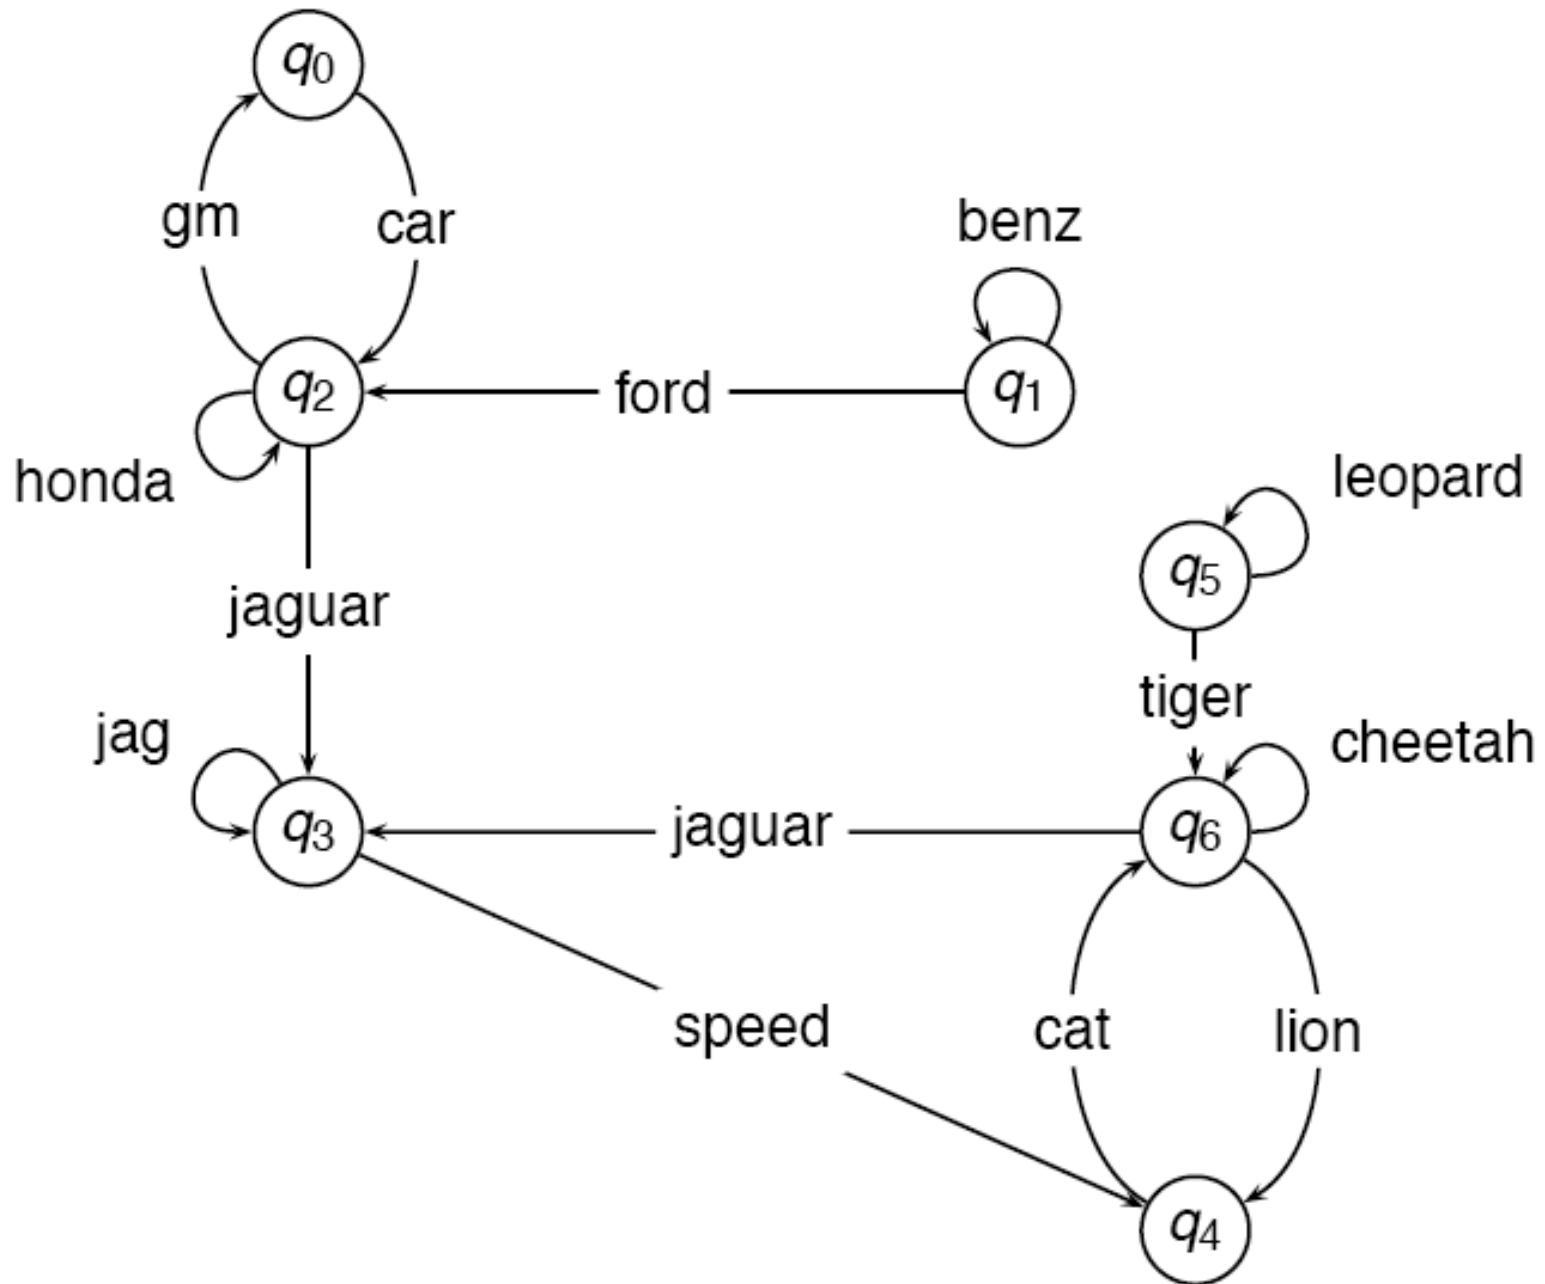 q0
gm
car
benz
q2
ford
q1
honda
leopard
q5
jaguar
tiger
jag
cheetah
q3
jaguar
q6
speed
cat
lion
q4